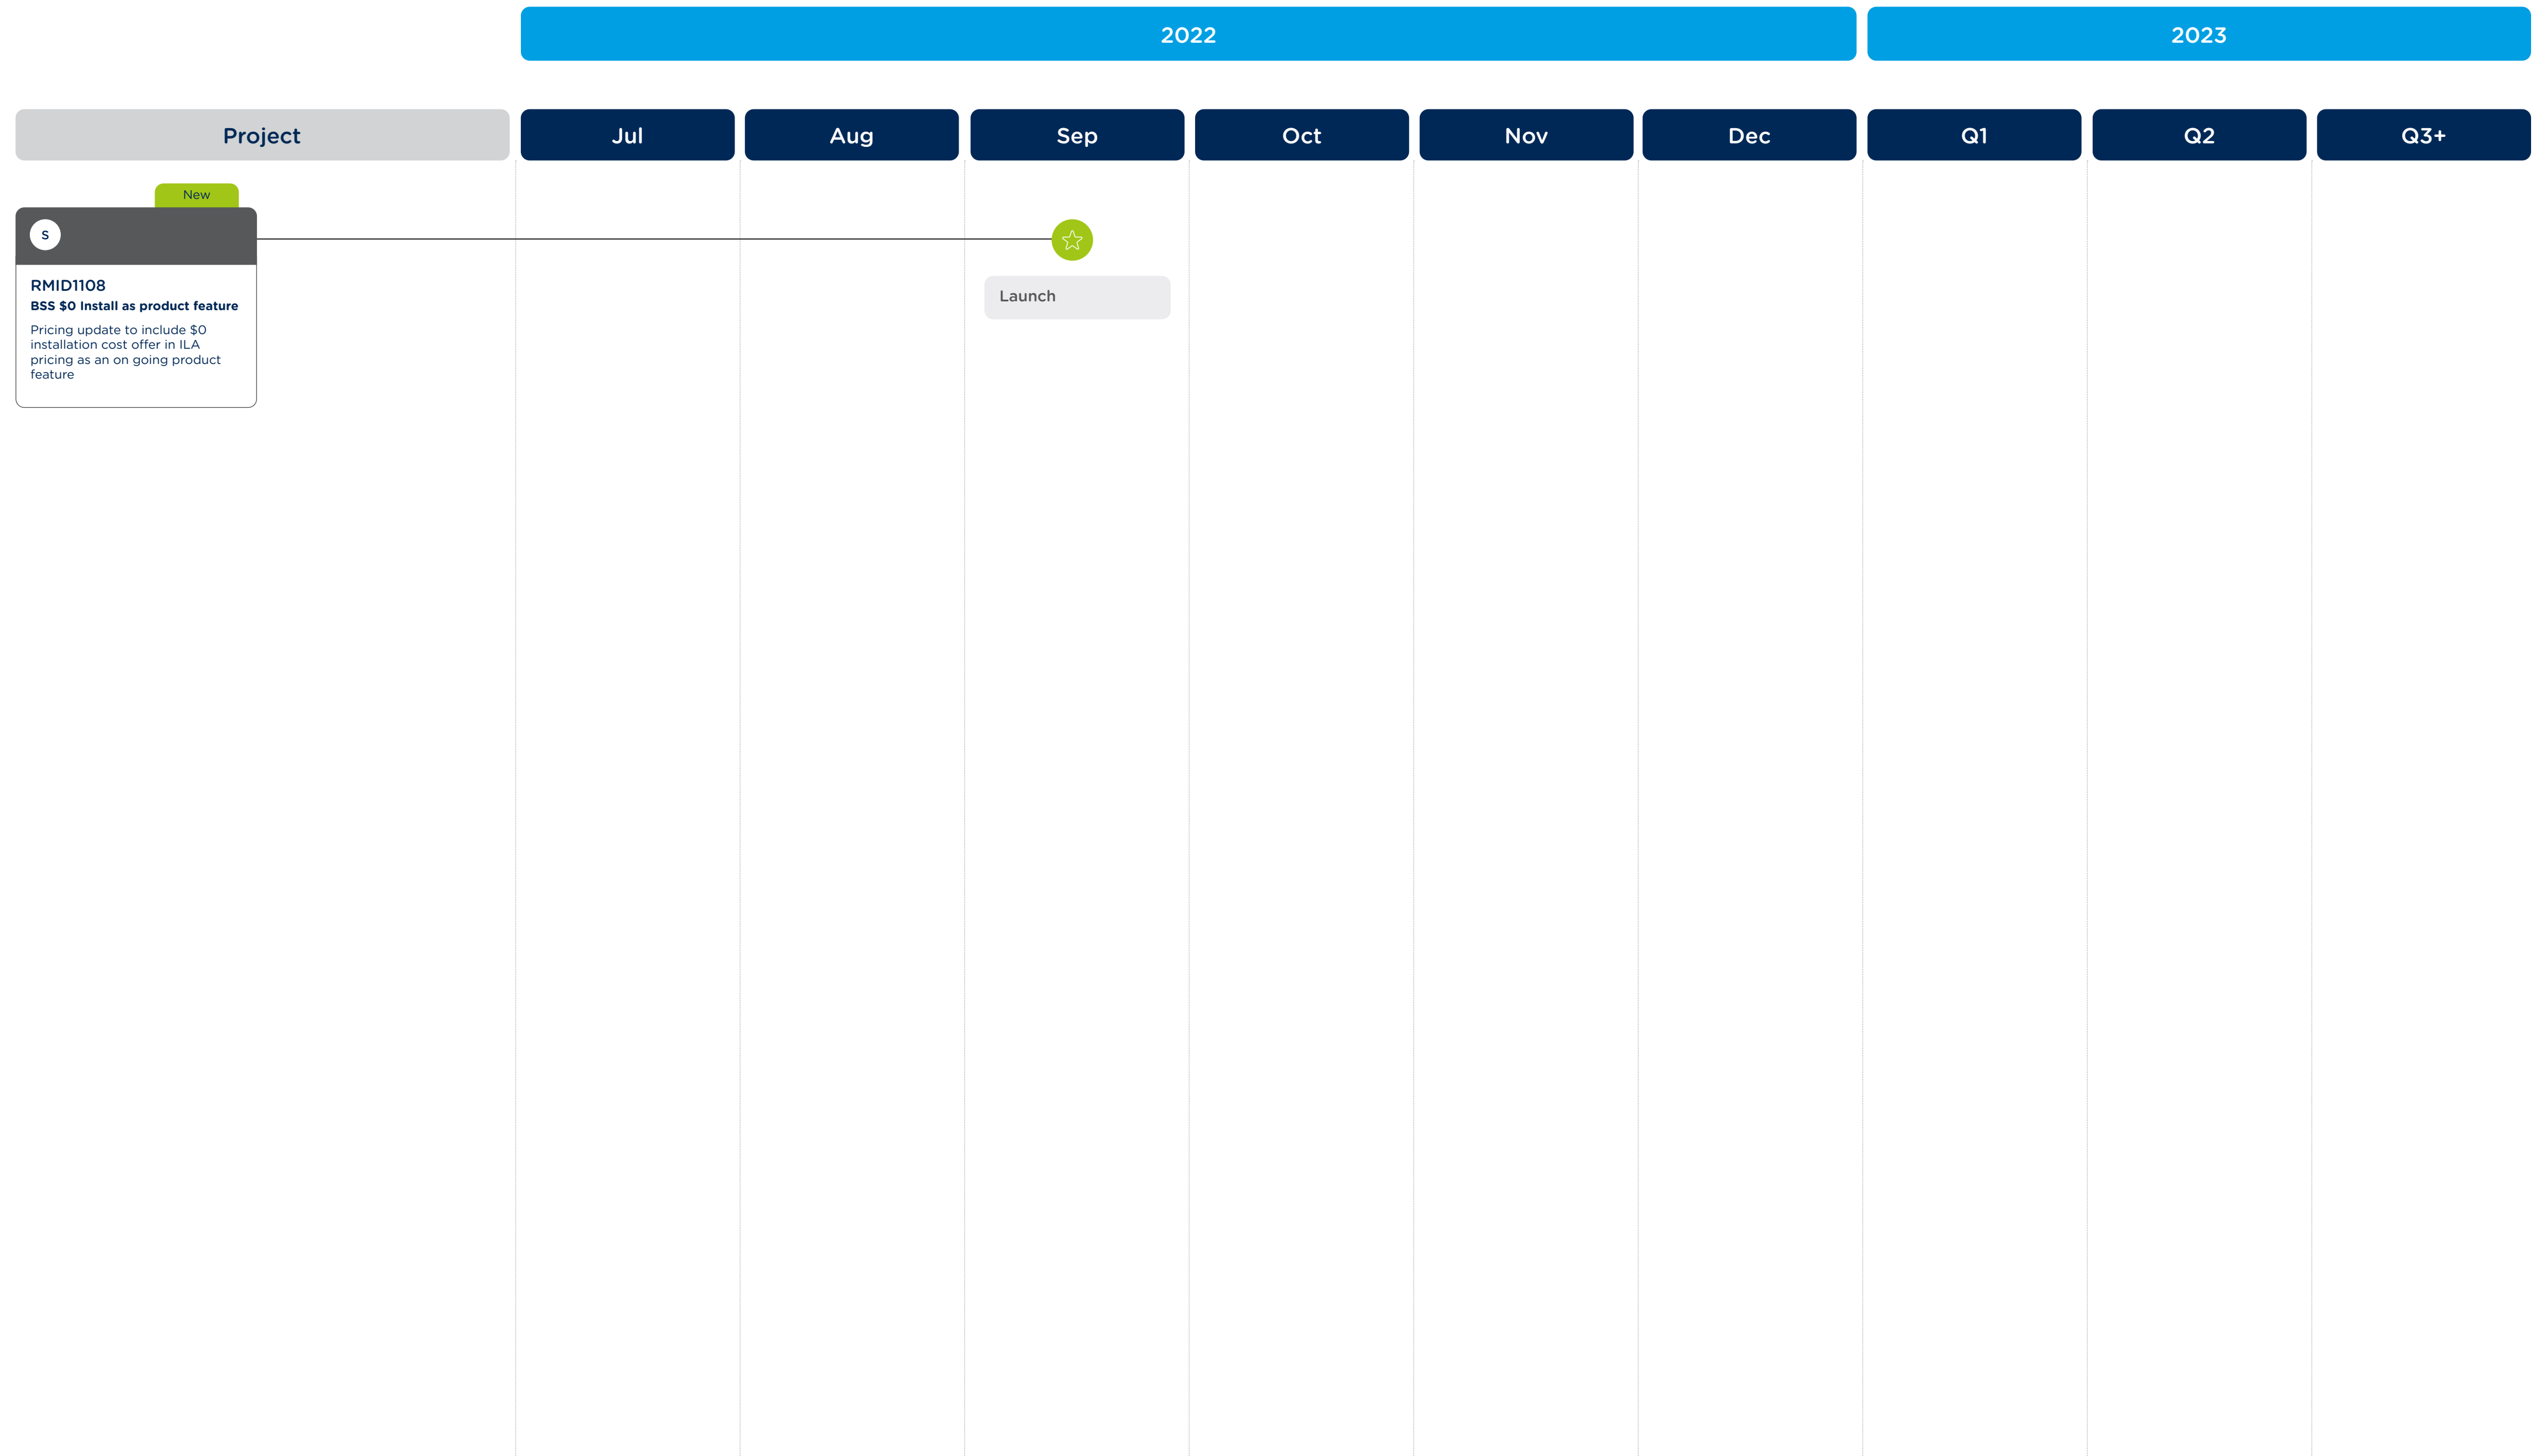 2022
2023
Project
Jul
Aug
Sep
Oct
Nov
Dec
Q1
Q2
Q3+
New
S
RMID1108
BSS $0 Install as product feature
Pricing update to include $0
installation cost offer in ILA
pricing as an on going product
feature
Launch